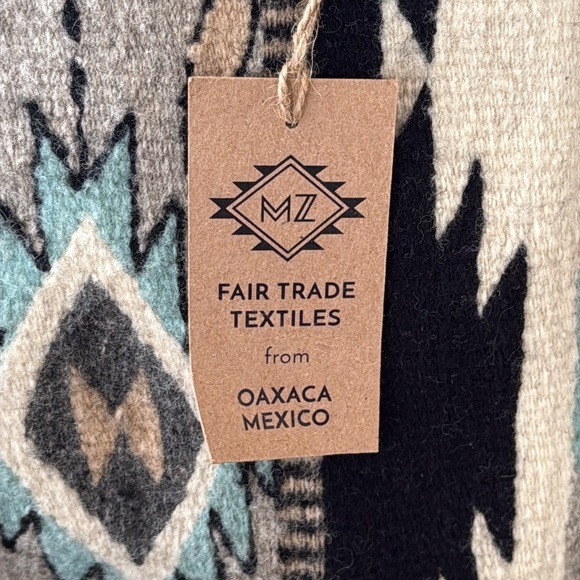 MZ
FAIR TRADE
TEXTILES
from
OAXACA
MEXICO